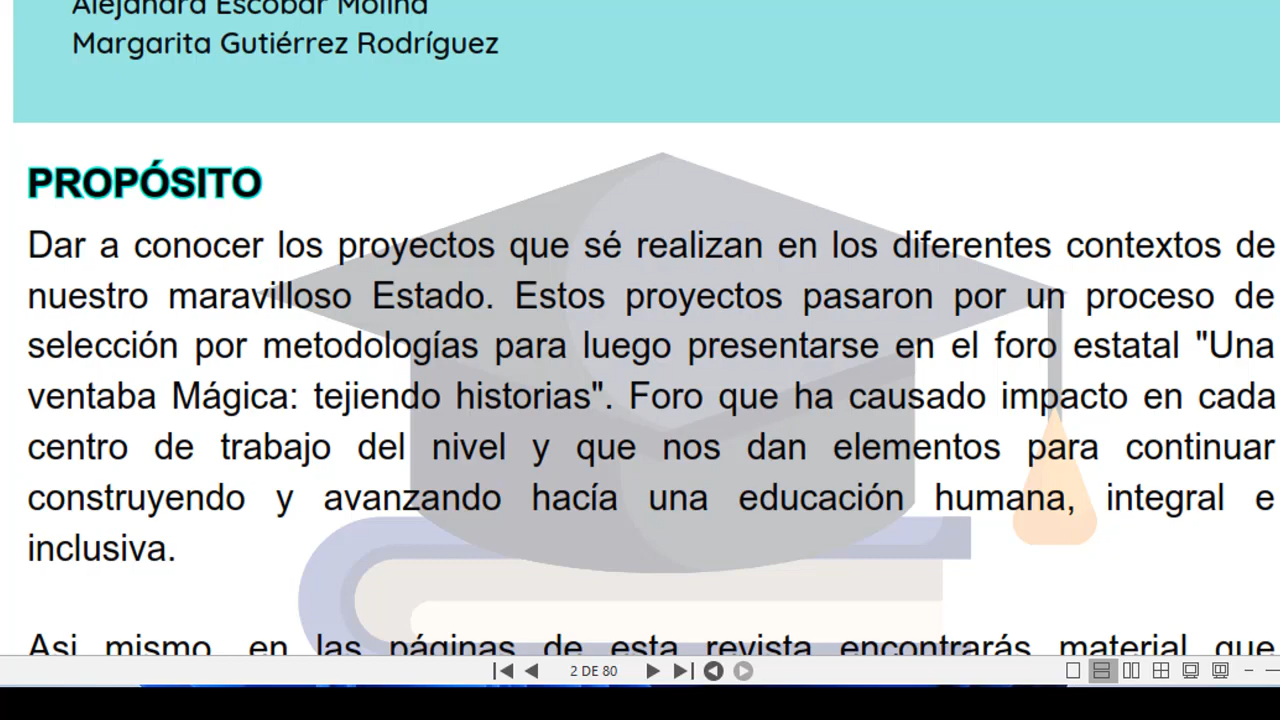 Alejandra Escobar Molina
Margarita Gutiérrez Rodríguez
PROPÓSITO
Dar a conocer los proyectos que sé realizan en los diferentes contextos de
nuestro maravilloso Estado. Estos proyectos pasaron por un proceso de
selección por metodologías para luego presentarse en el foro estatal "Una
ventaba Mágica: tejiendo historias". Foro que ha causado impacto en cada
centro de trabajo del nivel y que nos dan elementos para continuar
construyendo y avanzando hacía una educación humana, integral e
inclusiva.
Asi mismo, en las páginas de esta revista encontrarás material que
2 DE 80